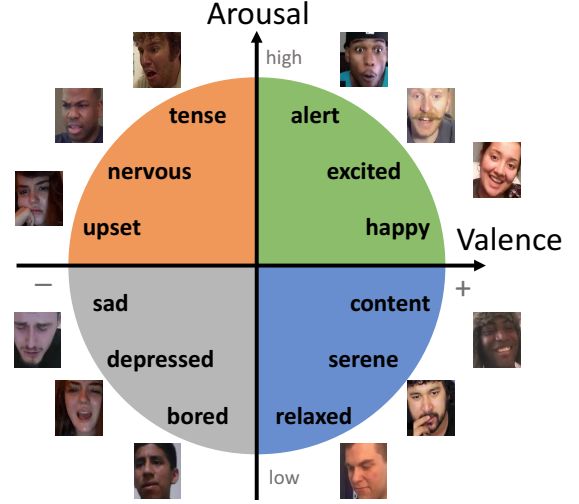 Arousal
high
tense alert
nervous excited
upset happy
Valence
– +
sad content
depressed serene
bored relaxed
low